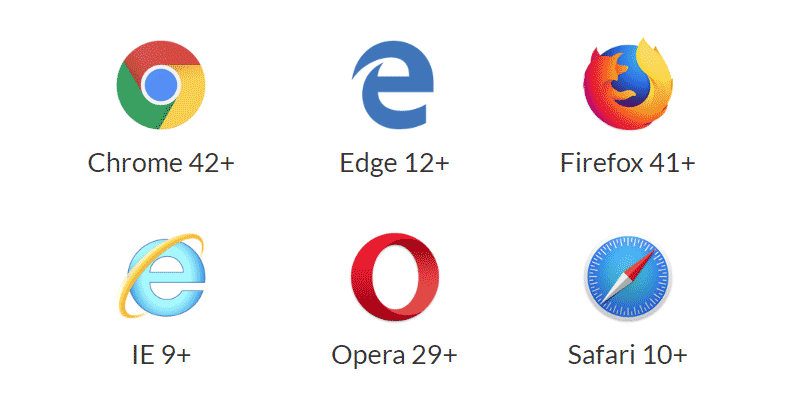 Chrome 42+
Edge 12+
Firefox 41+
IE 9+
Opera 29+
Safari 10+